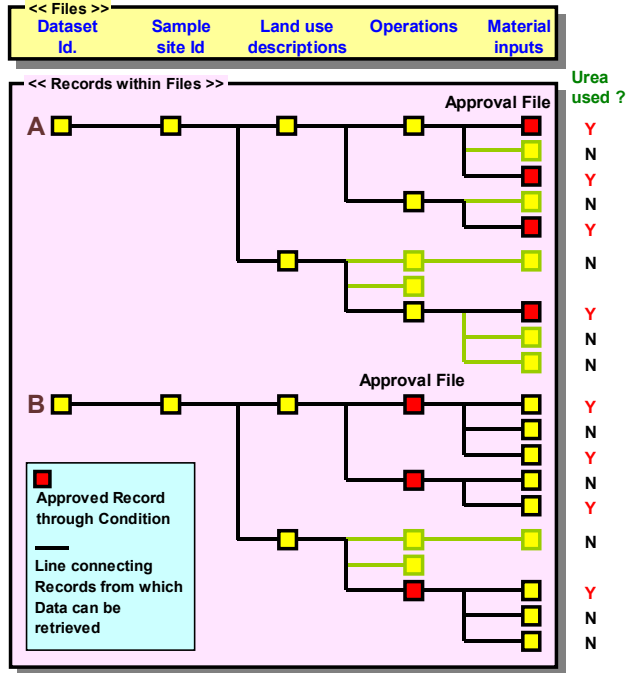 << Files >>
Dataset Id.
Sample site Id
Land use descriptions
Operations
Material inputs
Urea used ?
<< Records within Files >>
Approval File
A
Y
N
Y
N
Y
N
Y
N
N
Approval File
B
Y
N
Y
N
Y
N
Y
N
N
Approved Record
through Condition
Line connecting
Records from which
Data can be
retrieved